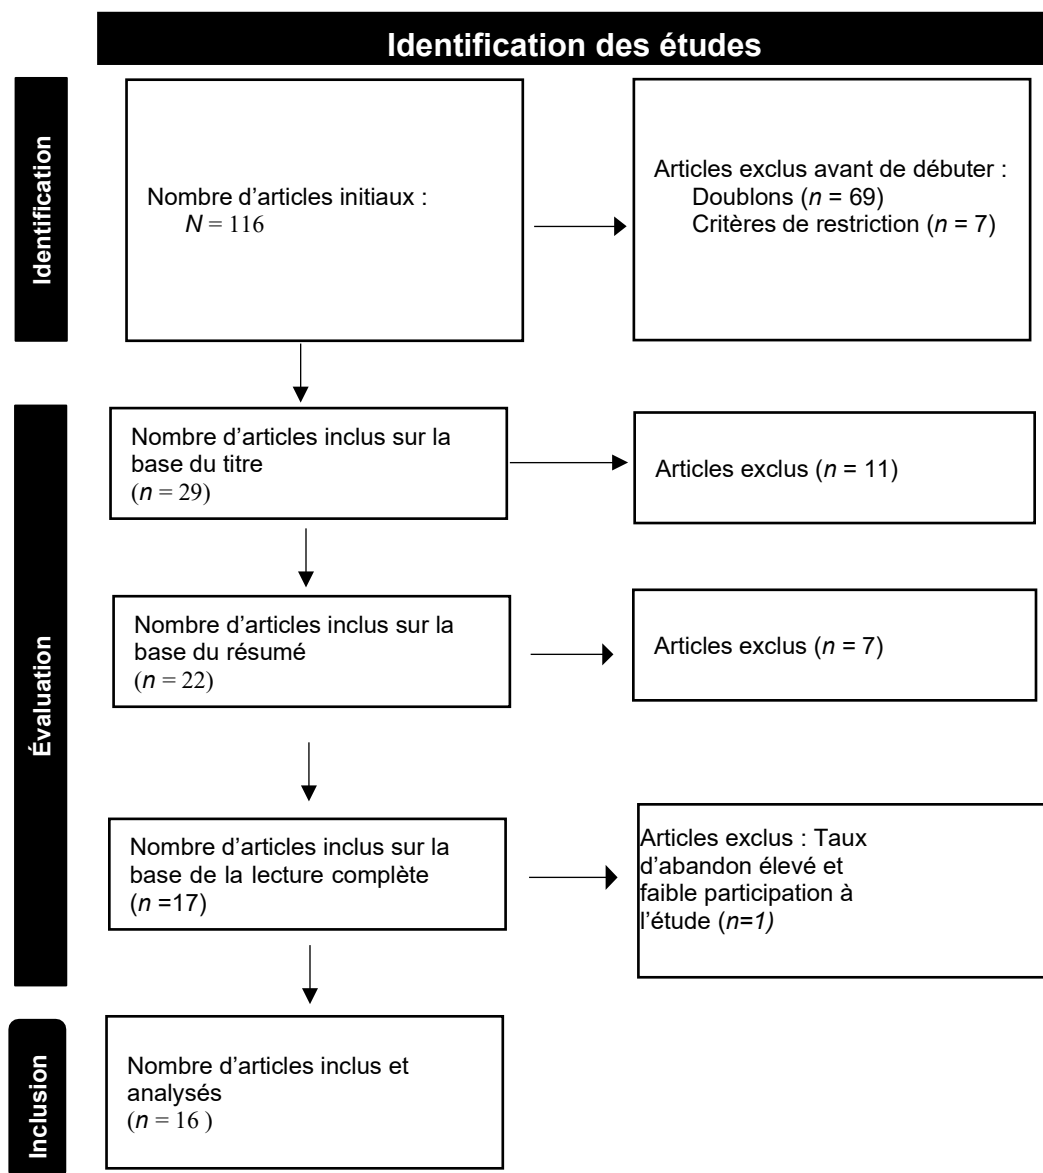 Identification des études
Identification
Nombre d’articles initiaux :
N = 116
Articles exclus avant de débuter :
Doublons (n = 69)
Critères de restriction (n = 7)
Évaluation
Nombre d’articles inclus sur la
base du titre
(n = 29)
Articles exclus (n = 11)
Nombre d’articles inclus sur la
base du résumé
(n = 22)
Articles exclus (n = 7)
Nombre d’articles inclus sur la
base de la lecture complète
(n =17)
Articles exclus : Taux
d’abandon élevé et
faible participation à
l’étude (n=1)
Inclusion
Nombre d’articles inclus et
analysés
(n = 16 )